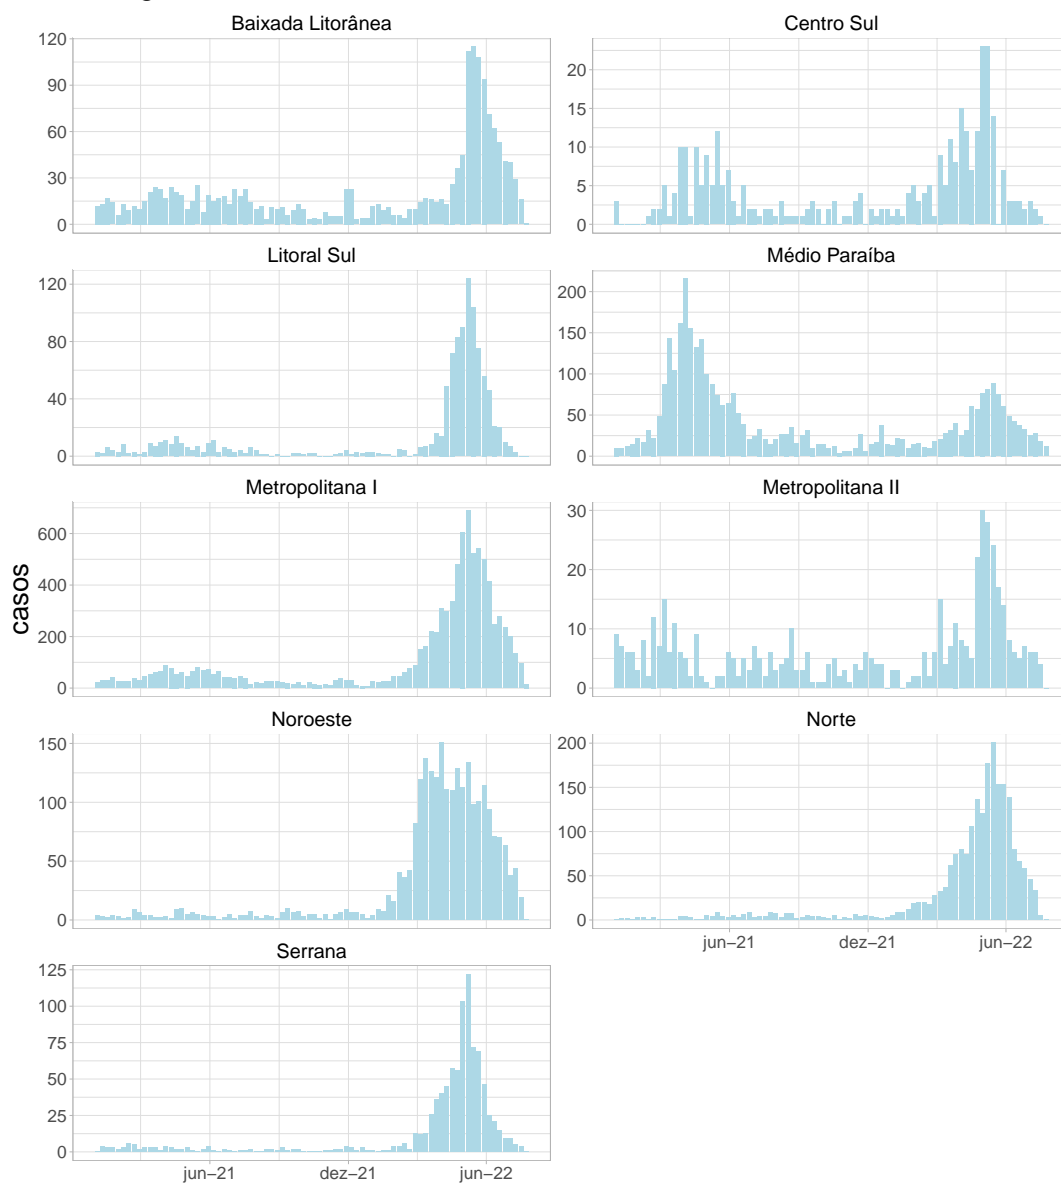 Baixada Litorânea
Centro Sul
120
90
60
30
0
20
15
10
5
0
Litoral Sul
Médio Paraíba
120
80
40
0
200
150
100
50
0
Metropolitana I
Metropolitana II
casos
600
400
200
0
30
20
10
0
Noroeste
Norte
150
100
50
0
200
150
100
50
0
jun−21
dez−21
jun−22
Serrana
125
100
75
50
25
0
jun−21
dez−21
jun−22